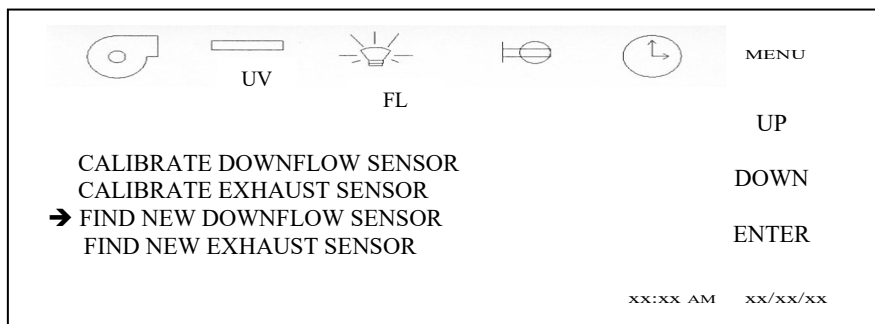 MENU
UV
FL
UP
CALIBRATE DOWNFLOW SENSOR
CALIBRATE EXHAUST SENSOR
DOWN
➔ FIND NEW DOWNFLOW SENSOR
FIND NEW EXHAUST SENSOR
ENTER
xx:xx AM xx/xx/xx